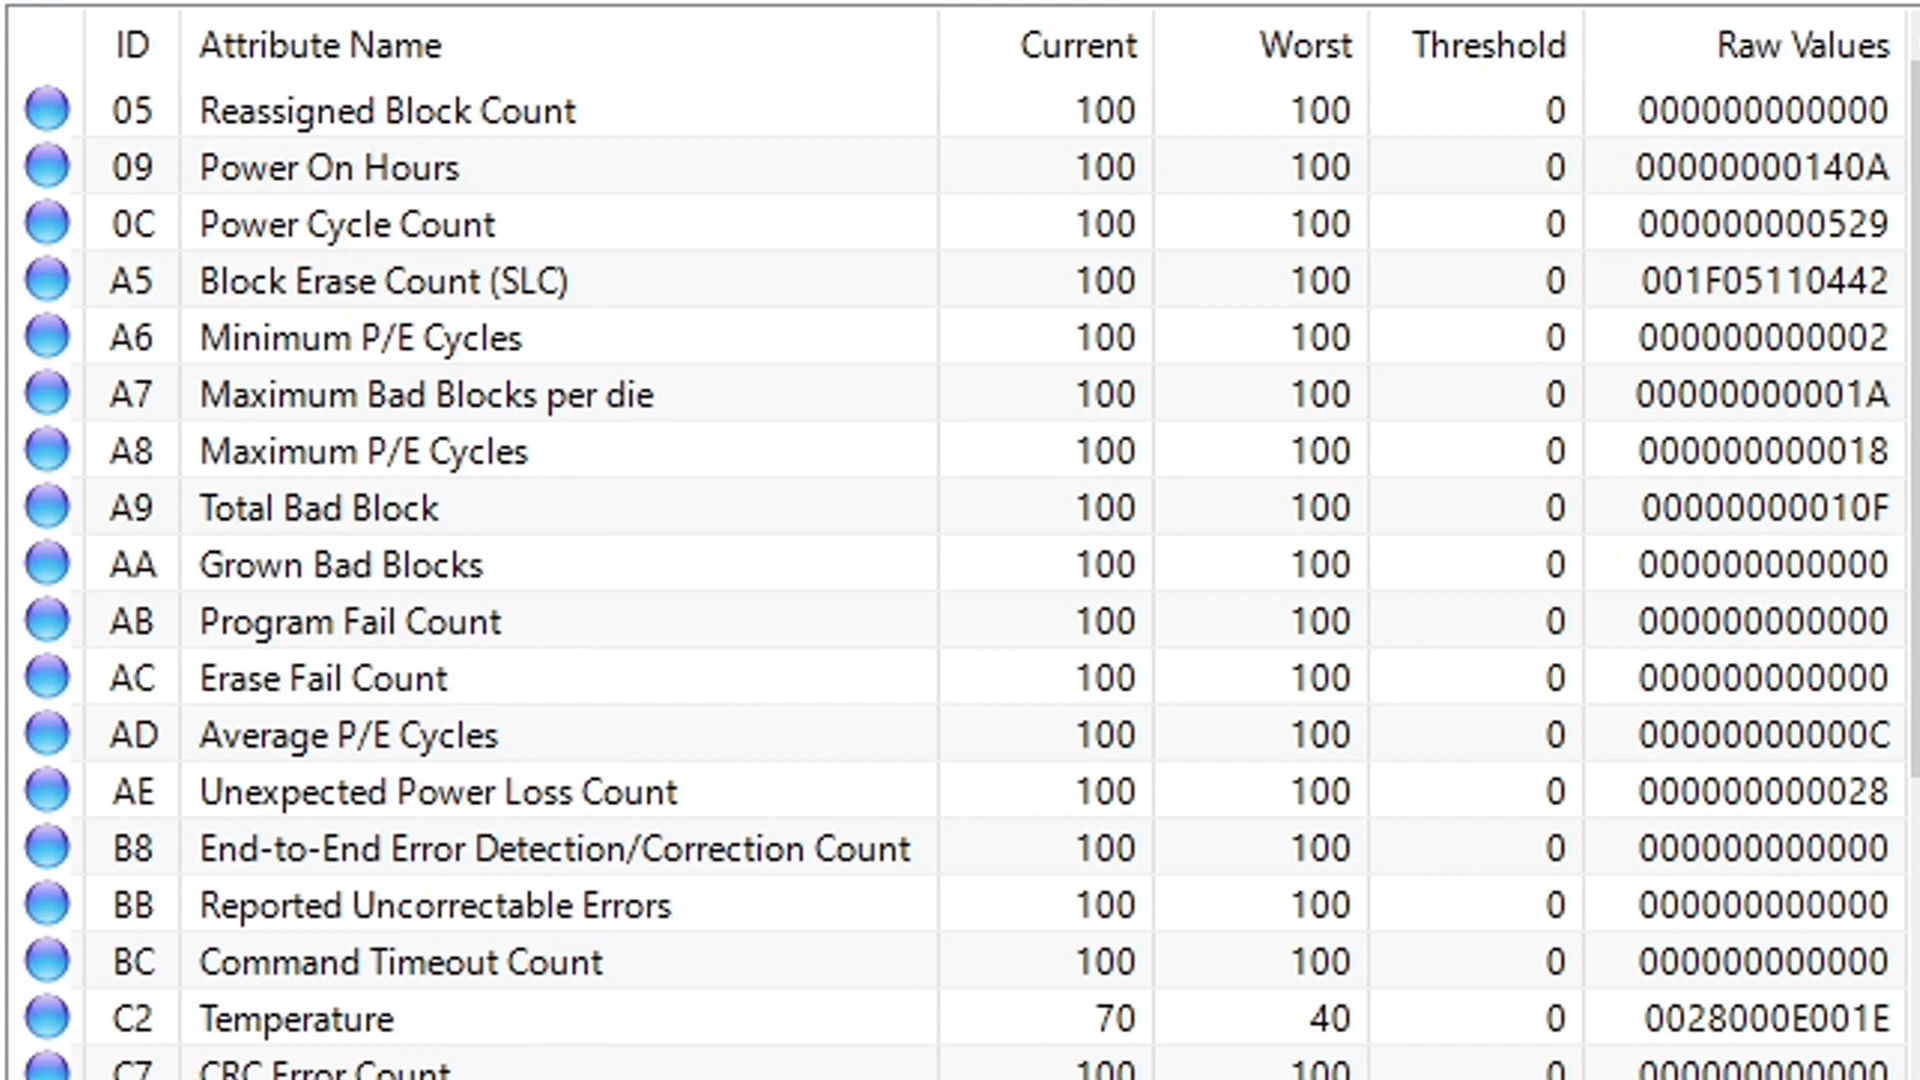 ID Attribute Name Current Worst Threshold Raw Values
05 Reassigned Block Count 100 100 0 000000000000
09 Power On Hours 100 100 0 00000000140A
0C Power Cycle Count 100 100 0 000000000529
A5 Block Erase Count (SLC) 100 100 0 001F05110442
A6 Minimum P/E Cycles 100 100 0 000000000002
A7 Maximum Bad Blocks per die 100 100 0 00000000001A
A8 Maximum P/E Cycles 100 100 0 000000000018
A9 Total Bad Block 100 100 0 00000000010F
AA Grown Bad Blocks 100 100 0 000000000000
AB Program Fail Count 100 100 0 000000000000
AC Erase Fail Count 100 100 0 000000000000
AD Average P/E Cycles 100 100 0 00000000000C
AE Unexpected Power Loss Count 100 100 0 000000000028
B8 End-to-End Error Detection/Correction Count 100 100 0 000000000000
BB Reported Uncorrectable Errors 100 100 0 000000000000
BC Command Timeout Count 100 100 0 000000000000
C2 Temperature 70 40 0 0028000E001E
C7 CRC Error Count 100 100 0 000000000000